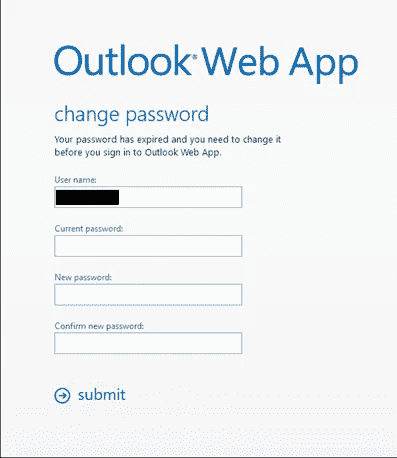 Outlook® Web App
change password
Your password has expired and you need to change it
before you sign in to Outlook Web App.
User name:
Current password:
New password:
Confirm new password:
submit